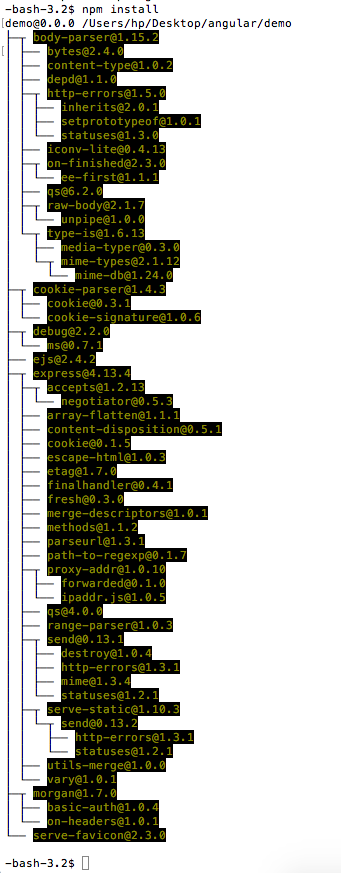 -bash-3.2$ npm install
demo@0.0.0 /Users/hp/Desktop/angular/demo
├─┬ body-parser@1.15.2
│ ├── bytes@2.4.0
│ ├── content-type@1.0.2
│ ├── depd@1.1.0
│ ├─┬ http-errors@1.5.0
│ │ ├── inherits@2.0.1
│ │ ├── setprototypeof@1.0.1
│ │ └── statuses@1.3.0
│ ├── iconv-lite@0.4.13
│ ├─┬ on-finished@2.3.0
│ │ └── ee-first@1.1.1
│ ├── qs@6.2.0
│ ├─┬ raw-body@2.1.7
│ │ └── unpipe@1.0.0
│ └─┬ type-is@1.6.13
│   ├── media-typer@0.3.0
│   └─┬ mime-types@2.1.12
│     └── mime-db@1.24.0
├─┬ cookie-parser@1.4.3
│ ├── cookie@0.3.1
│ └── cookie-signature@1.0.6
├─┬ debug@2.2.0
│ └── ms@0.7.1
├── ejs@2.4.2
├─┬ express@4.13.4
│ ├─┬ accepts@1.2.13
│ │ └── negotiator@0.5.3
│ ├── array-flatten@1.1.1
│ ├── content-disposition@0.5.1
│ ├── cookie@0.1.5
│ ├── escape-html@1.0.3
│ ├── etag@1.7.0
│ ├── finalhandler@0.4.1
│ ├── fresh@0.3.0
│ ├── merge-descriptors@1.0.1
│ ├── methods@1.1.2
│ ├── parseurl@1.3.1
│ ├── path-to-regexp@0.1.7
│ ├─┬ proxy-addr@1.0.10
│ │ ├── forwarded@0.1.0
│ │ └── ipaddr.js@1.0.5
│ ├── qs@4.0.0
│ ├── range-parser@1.0.3
│ ├─┬ send@0.13.1
│ │ ├── destroy@1.0.4
│ │ ├── http-errors@1.3.1
│ │ ├── mime@1.3.4
│ │ └── statuses@1.2.1
│ ├─┬ serve-static@1.10.3
│ │ └─┬ send@0.13.2
│ │   ├── http-errors@1.3.1
│ │   └── statuses@1.2.1
│ ├── utils-merge@1.0.0
│ └── vary@1.0.1
├─┬ morgan@1.7.0
│ ├── basic-auth@1.0.4
│ └── on-headers@1.0.1
└── serve-favicon@2.3.0
-bash-3.2$